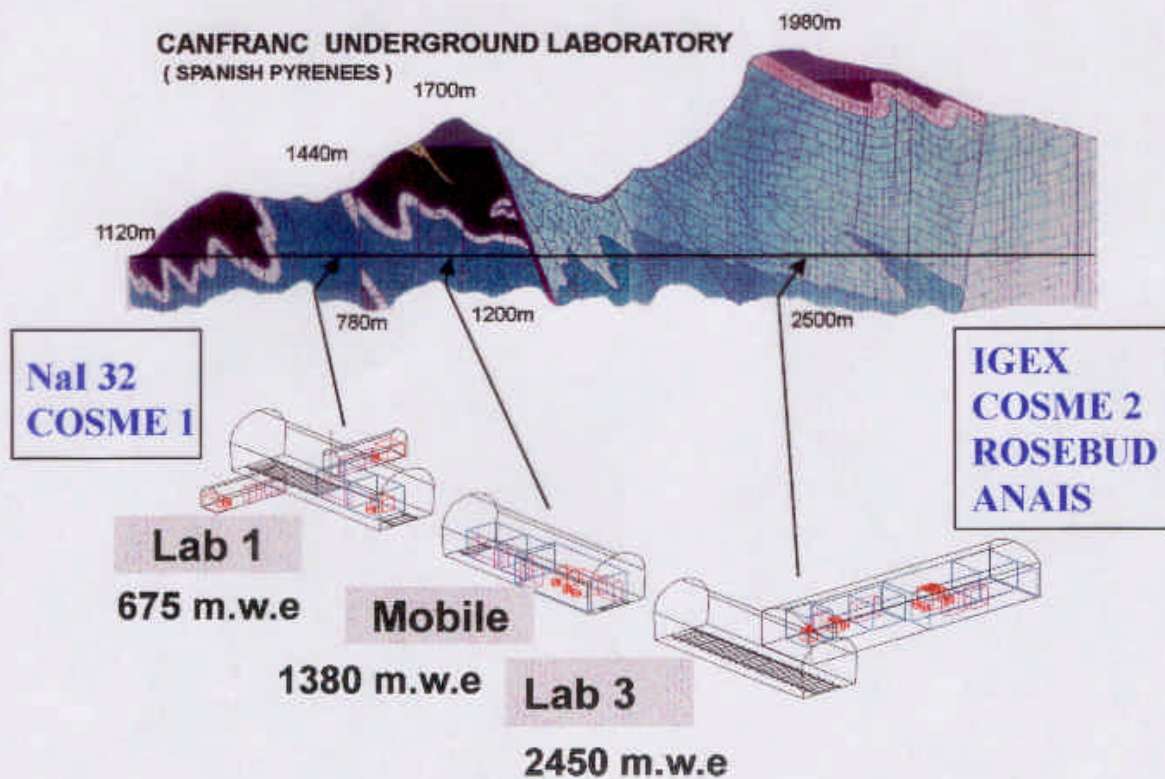 CANFRANC UNDERGROUND LABORATORY
( SPANISH PYRENEES )
1980m
1700m
1440m
1120m
780m
1200m
2500m
NaI 32
COSME 1
IGEX
COSME 2
ROSEBUD
ANAIS
Lab 1
675 m.w.e
Mobile
1380 m.w.e
Lab 3
2450 m.w.e